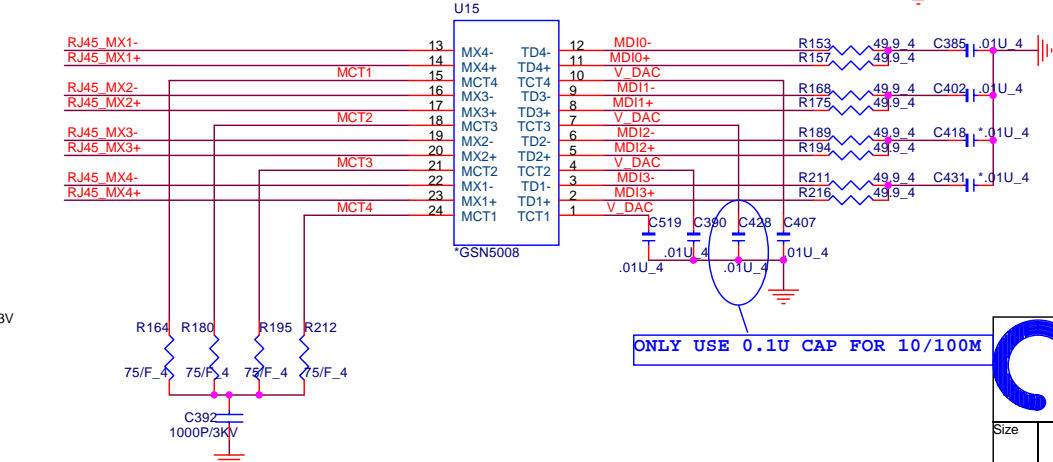 U15
RJ45_MX1- 13 MX4- TD4- 12 MDI0- R153 49.9_4 C385 .01U_4
RJ45_MX1+ 14 MX4+ TD4+ 11 MDI0+ R157 49.9_4
MCT1 15 MCT4 TCT4 10 V_DAC
RJ45_MX2- 16 MX3- TD3- 9 MDI1- R168 49.9_4 C402 .01U_4
RJ45_MX2+ 17 MX3+ TD3+ 8 MDI1+ R175 49.9_4
MCT2 18 MCT3 TCT3 7 V_DAC
RJ45_MX3- 19 MX2- TD2- 6 MDI2- R189 49.9_4 C418 *.01U_4
RJ45_MX3+ 20 MX2+ TD2+ 5 MDI2+ R194 49.9_4
MCT3 21 MCT2 TCT2 4 V_DAC
RJ45_MX4- 22 MX1- TD1- 3 MDI3- R211 49.9_4 C431 *.01U_4
RJ45_MX4+ 23 MX1+ TD1+ 2 MDI3+ R216 49.9_4
MCT4 24 MCT1 TCT1 1 V_DAC
C519 C390 C428 C407
*GSN5008
.01U_4 .01U_4 .01U_4 .01U_4
3V
R164 R180 R195 R212
ONLY USE 0.1U CAP FOR 10/100M
75/F_4 75/F_4 75/F_4 75/F_4
C392
1000P/3KV
Size